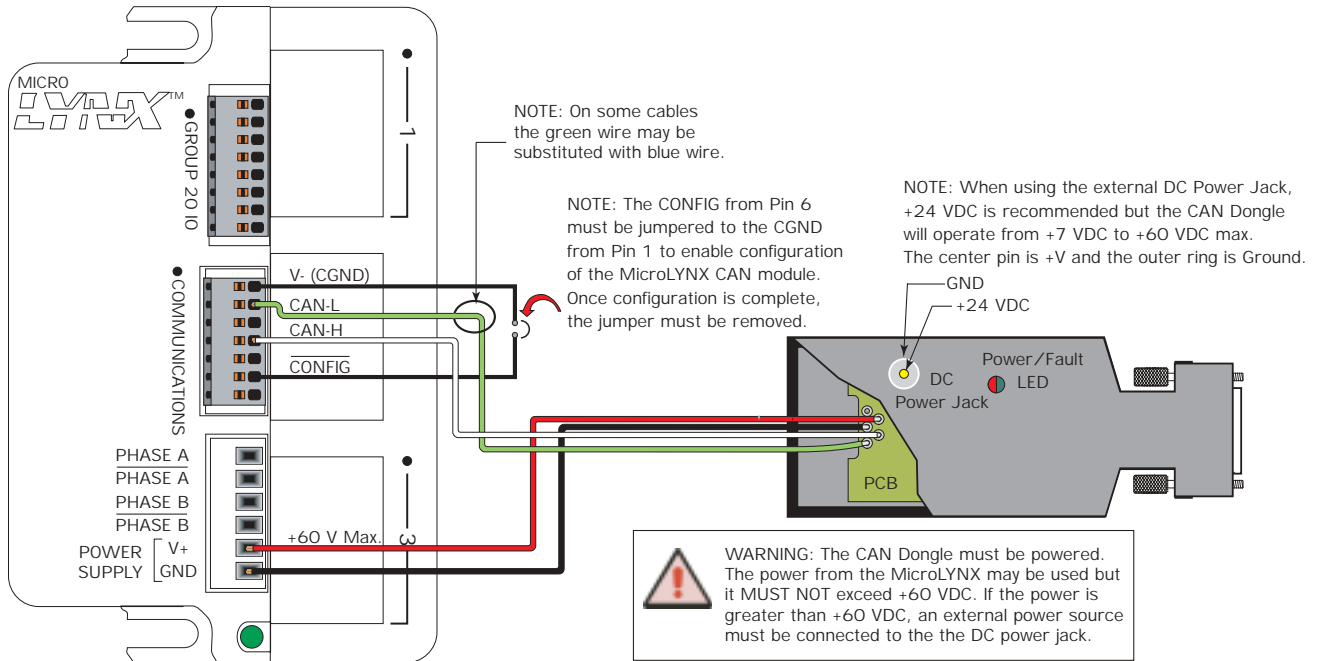 MICRO
LYNX™
GROUP 20 IO
1
COMMUNICATIONS
V- (CGND)
CAN-L
CAN-H
CONFIG
PHASE A
PHASE A
PHASE B
PHASE B
POWER SUPPLY
V+
GND
+60 V Max.
3
NOTE: On some cables
the green wire may be
substituted with blue wire.
NOTE: The CONFIG from Pin 6
must be jumpered to the CGND
from Pin 1 to enable configuration
of the MicroLYNX CAN module.
Once configuration is complete,
the jumper must be removed.
NOTE: When using the external DC Power Jack,
+24 VDC is recommended but the CAN Dongle
will operate from +7 VDC to +60 VDC max.
The center pin is +V and the outer ring is Ground.
GND
+24 VDC
DC
Power Jack
Power/Fault
LED
PCB
WARNING: The CAN Dongle must be powered.
The power from the MicroLYNX may be used but
it MUST NOT exceed +60 VDC. If the power is
greater than +60 VDC, an external power source
must be connected to the the DC power jack.